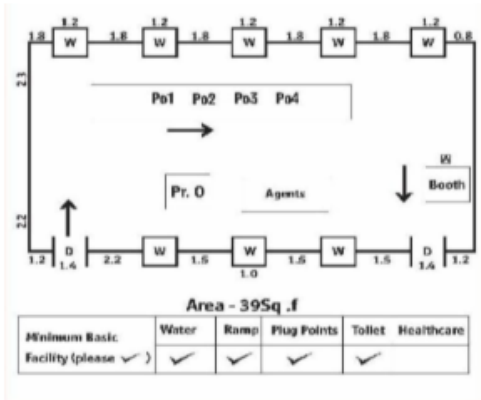 1.2 1.2 1.2 1.2 1.2
1.8 W 1.8 W 1.8 W 1.8 W 1.8 W 0.8
2.3
Po1 Po2 Po3 Po4
W
Booth
Pr. O Agents
2.2
D W W W D
1.2 1.4 2.2 1.5 1.0 1.5 1.5 1.4 1.2
Area - 39Sq .f
Minimum Basic Water Ramp Plug Points Toilet Healthcare
Facility (please ✓) ✓ ✓ ✓ ✓